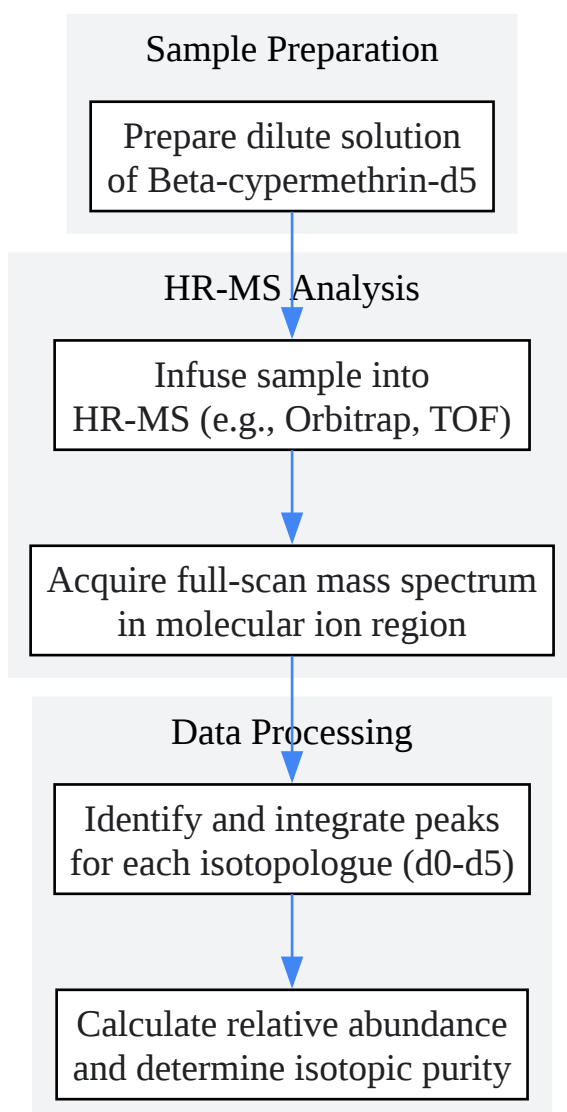 Sample Preparation
Prepare dilute solution
of Beta-cypermethrin-d5
HR-MS Analysis
Infuse sample into
HR-MS (e.g., Orbitrap, TOF)
Acquire full-scan mass spectrum
in molecular ion region
Data Processing
Identify and integrate peaks
for each isotopologue (d0-d5)
Calculate relative abundance
and determine isotopic purity